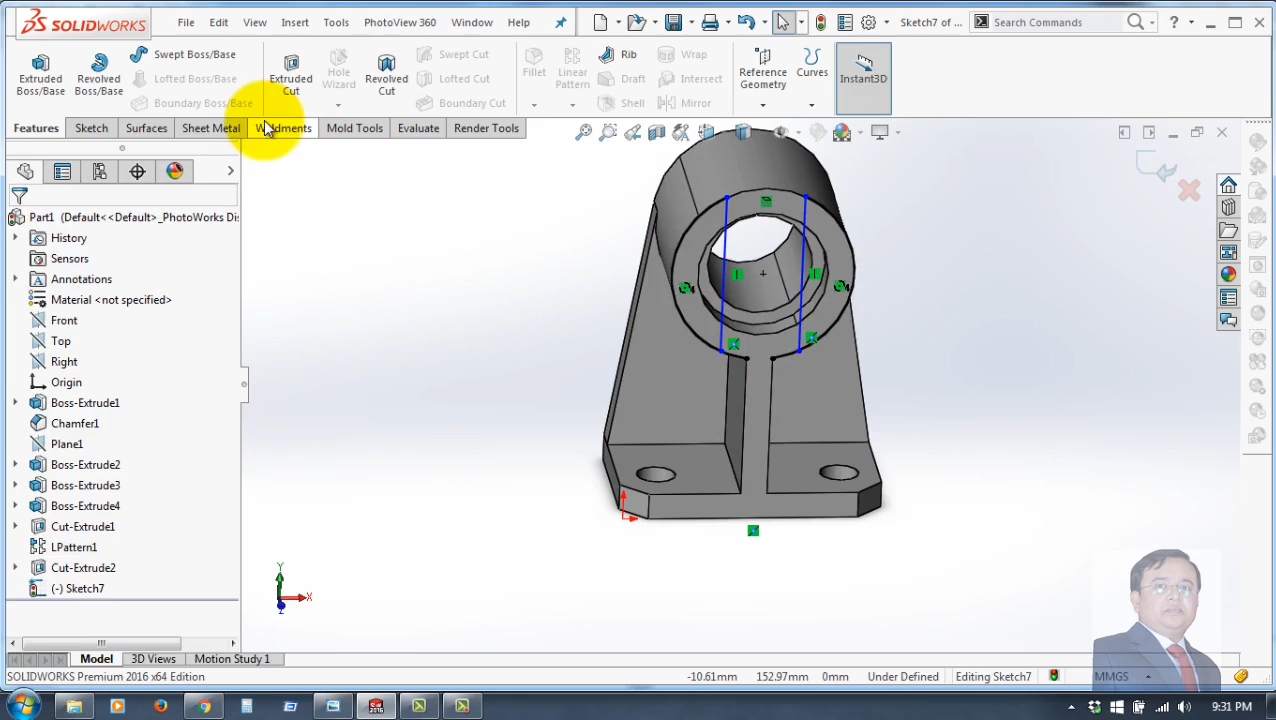 SOLIDWORKS
File Edit View Insert Tools PhotoView 360 Window Help
Sketch7 of ...
Search Commands
Extruded Boss/Base
Revolved Boss/Base
Swept Boss/Base
Lofted Boss/Base
Boundary Boss/Base
Extruded Cut
Hole Wizard
Revolved Cut
Swept Cut
Lofted Cut
Boundary Cut
Fillet
Linear Pattern
Rib
Draft
Shell
Wrap
Intersect
Mirror
Reference Geometry
Curves
Instant3D
Features Sketch Surfaces Sheet Metal Weldments Mold Tools Evaluate Render Tools
Part1 (Default<<Default>_PhotoWorks Di
History
Sensors
Annotations
Material <not specified>
Front
Top
Right
Origin
Boss-Extrude1
Chamfer1
Plane1
Boss-Extrude2
Boss-Extrude3
Boss-Extrude4
Cut-Extrude1
LPattern1
Cut-Extrude2
(-) Sketch7
Y
X
Z
Model 3D Views Motion Study 1
SOLIDWORKS Premium 2016 x64 Edition
-10.61mm 152.97mm 0mm Under Defined Editing Sketch7 MMGS
9:31 PM